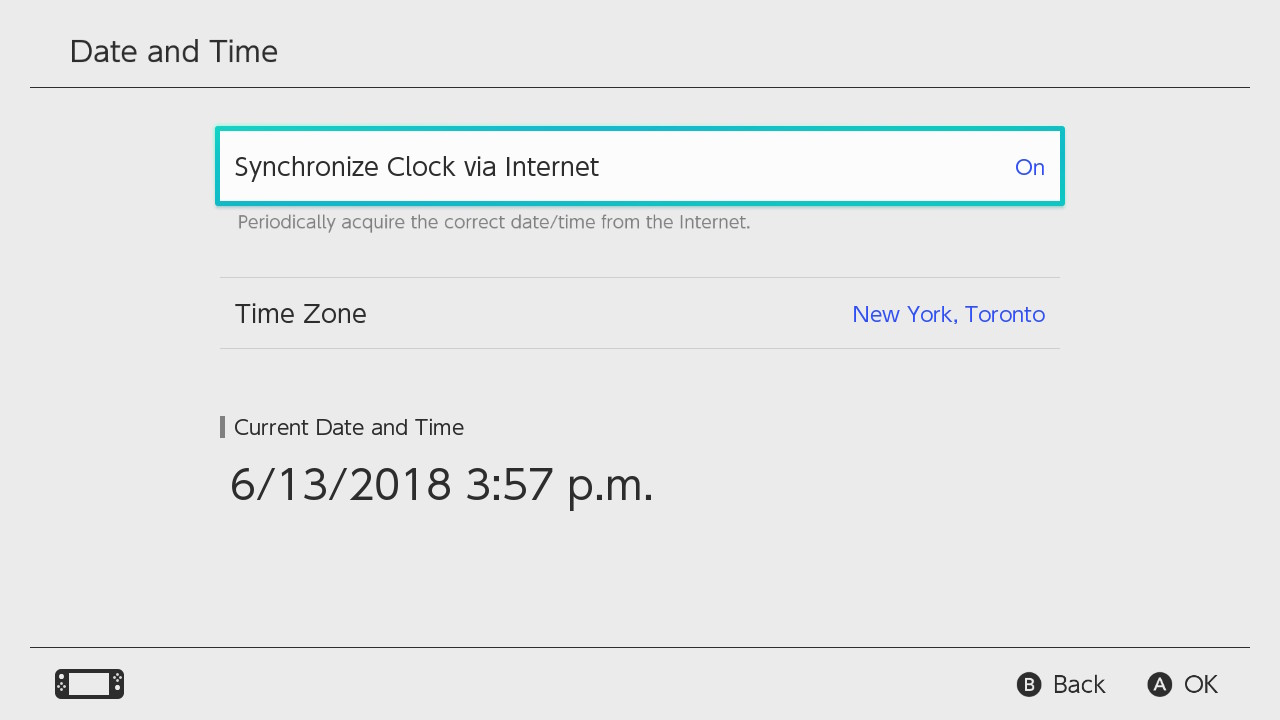 Date and Time
Synchronize Clock via Internet On
Periodically acquire the correct date/time from the Internet.
Time Zone New York, Toronto
Current Date and Time
6/13/2018 3:57 p.m.
B Back A OK